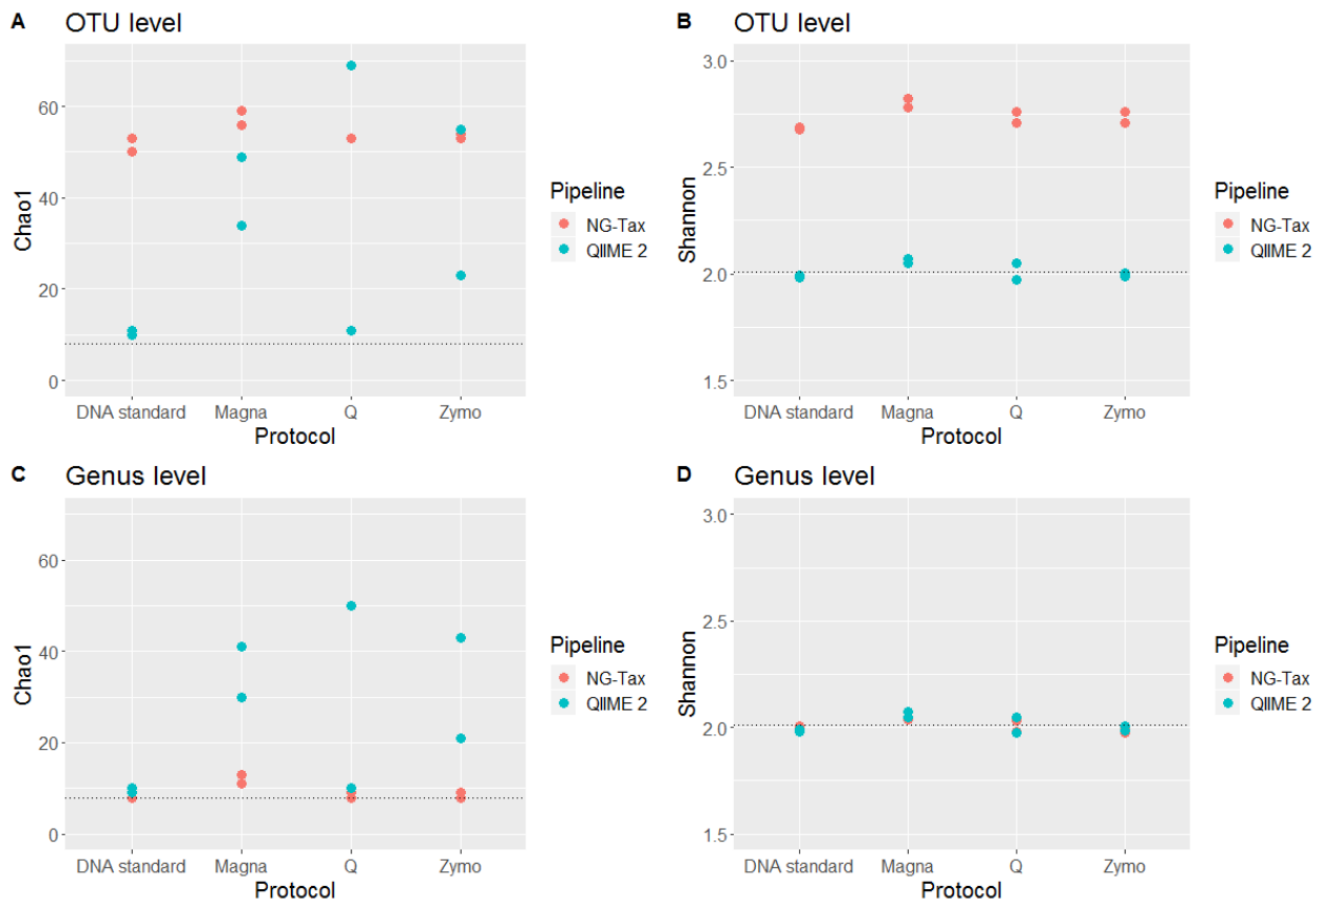 A OTU level
Chao1
60
40
20
0
DNA standard Magna Q Zymo
Protocol
Pipeline
NG-Tax
QIIME 2
B OTU level
Shannon
3.0
2.5
2.0
1.5
DNA standard Magna Q Zymo
Protocol
Pipeline
NG-Tax
QIIME 2
C Genus level
Chao1
60
40
20
0
DNA standard Magna Q Zymo
Protocol
Pipeline
NG-Tax
QIIME 2
D Genus level
Shannon
3.0
2.5
2.0
1.5
DNA standard Magna Q Zymo
Protocol
Pipeline
NG-Tax
QIIME 2